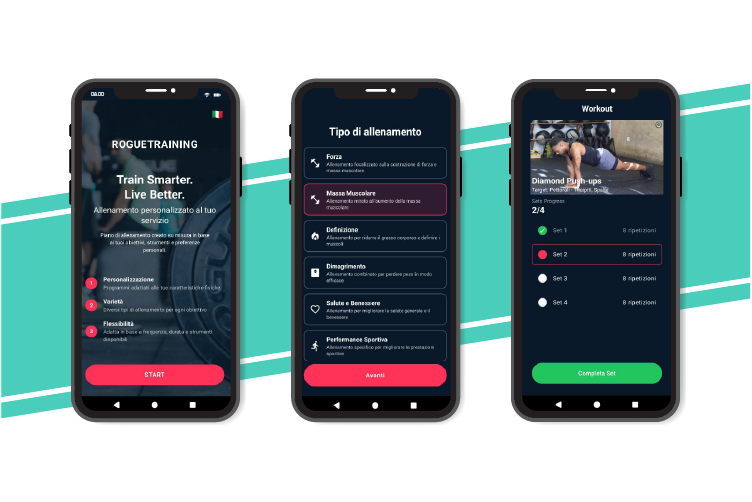 06:00
ROGUETRAINING
Train Smarter.
Live Better.
Allenamento personalizzato al tuo
servizio
Piano di allenamento creato su misura in base
ai tuoi obiettivi, strumenti e preferenze
personali.
1
Personalizzazione
Programmi adattati alle tue caratteristiche fisiche
2
Varietà
Diversi tipi di allenamento per ogni obiettivo
3
Flessibilità
Adatta in base a frequenza, durata e strumenti
disponibili
START
Tipo di allenamento
Forza
Allenamento focalizzato sulla costruzione di forza e
massa muscolare
Massa Muscolare
Allenamento mirato all'aumento della massa
muscolare
Definizione
Allenamento per ridurre il grasso corporeo e definire i
muscoli
Dimagrimento
Allenamento combinato per perdere peso in modo
efficace
Salute e Benessere
Allenamento per migliorare la salute generale e il
benessere
Performance Sportiva
Allenamento specifico per migliorare le prestazioni
sportive
Avanti
Workout
Diamond Push-ups
Target: Pettorali - Tricipiti, Spalle
Sets Progress
2/4
Set 1 8 ripetizioni
Set 2 8 ripetizioni
Set 3 8 ripetizioni
Set 4 8 ripetizioni
Completa Set